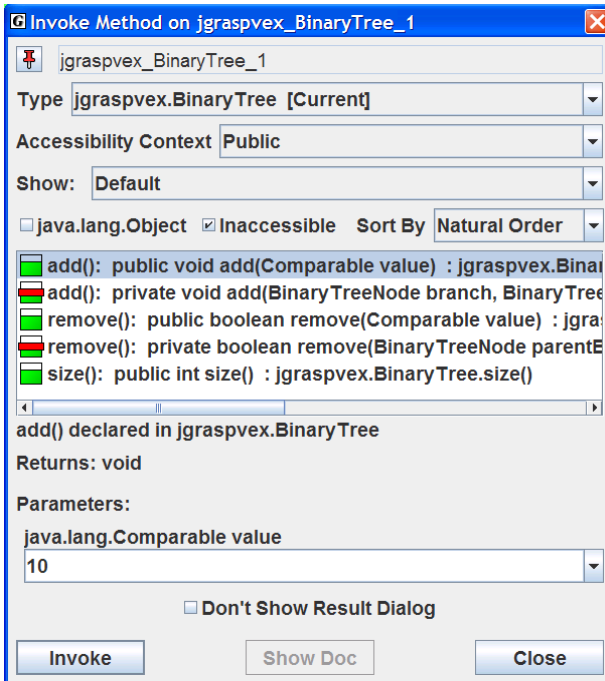 Invoke Method on jgraspvex_BinaryTree_1
jgraspvex_BinaryTree_1
Type jgraspvex.BinaryTree [Current]
Accessibility Context Public
Show: Default
java.lang.Object Inaccessible Sort By Natural Order
add(): public void add(Comparable value) : jgraspvex.Binar
add(): private void add(BinaryTreeNode branch, BinaryTree
remove(): public boolean remove(Comparable value) : jgra
remove(): private boolean remove(BinaryTreeNode parentB
size(): public int size() : jgraspvex.BinaryTree.size()
add() declared in jgraspvex.BinaryTree
Returns: void
Parameters:
java.lang.Comparable value
10
Don't Show Result Dialog
Invoke Show Doc Close